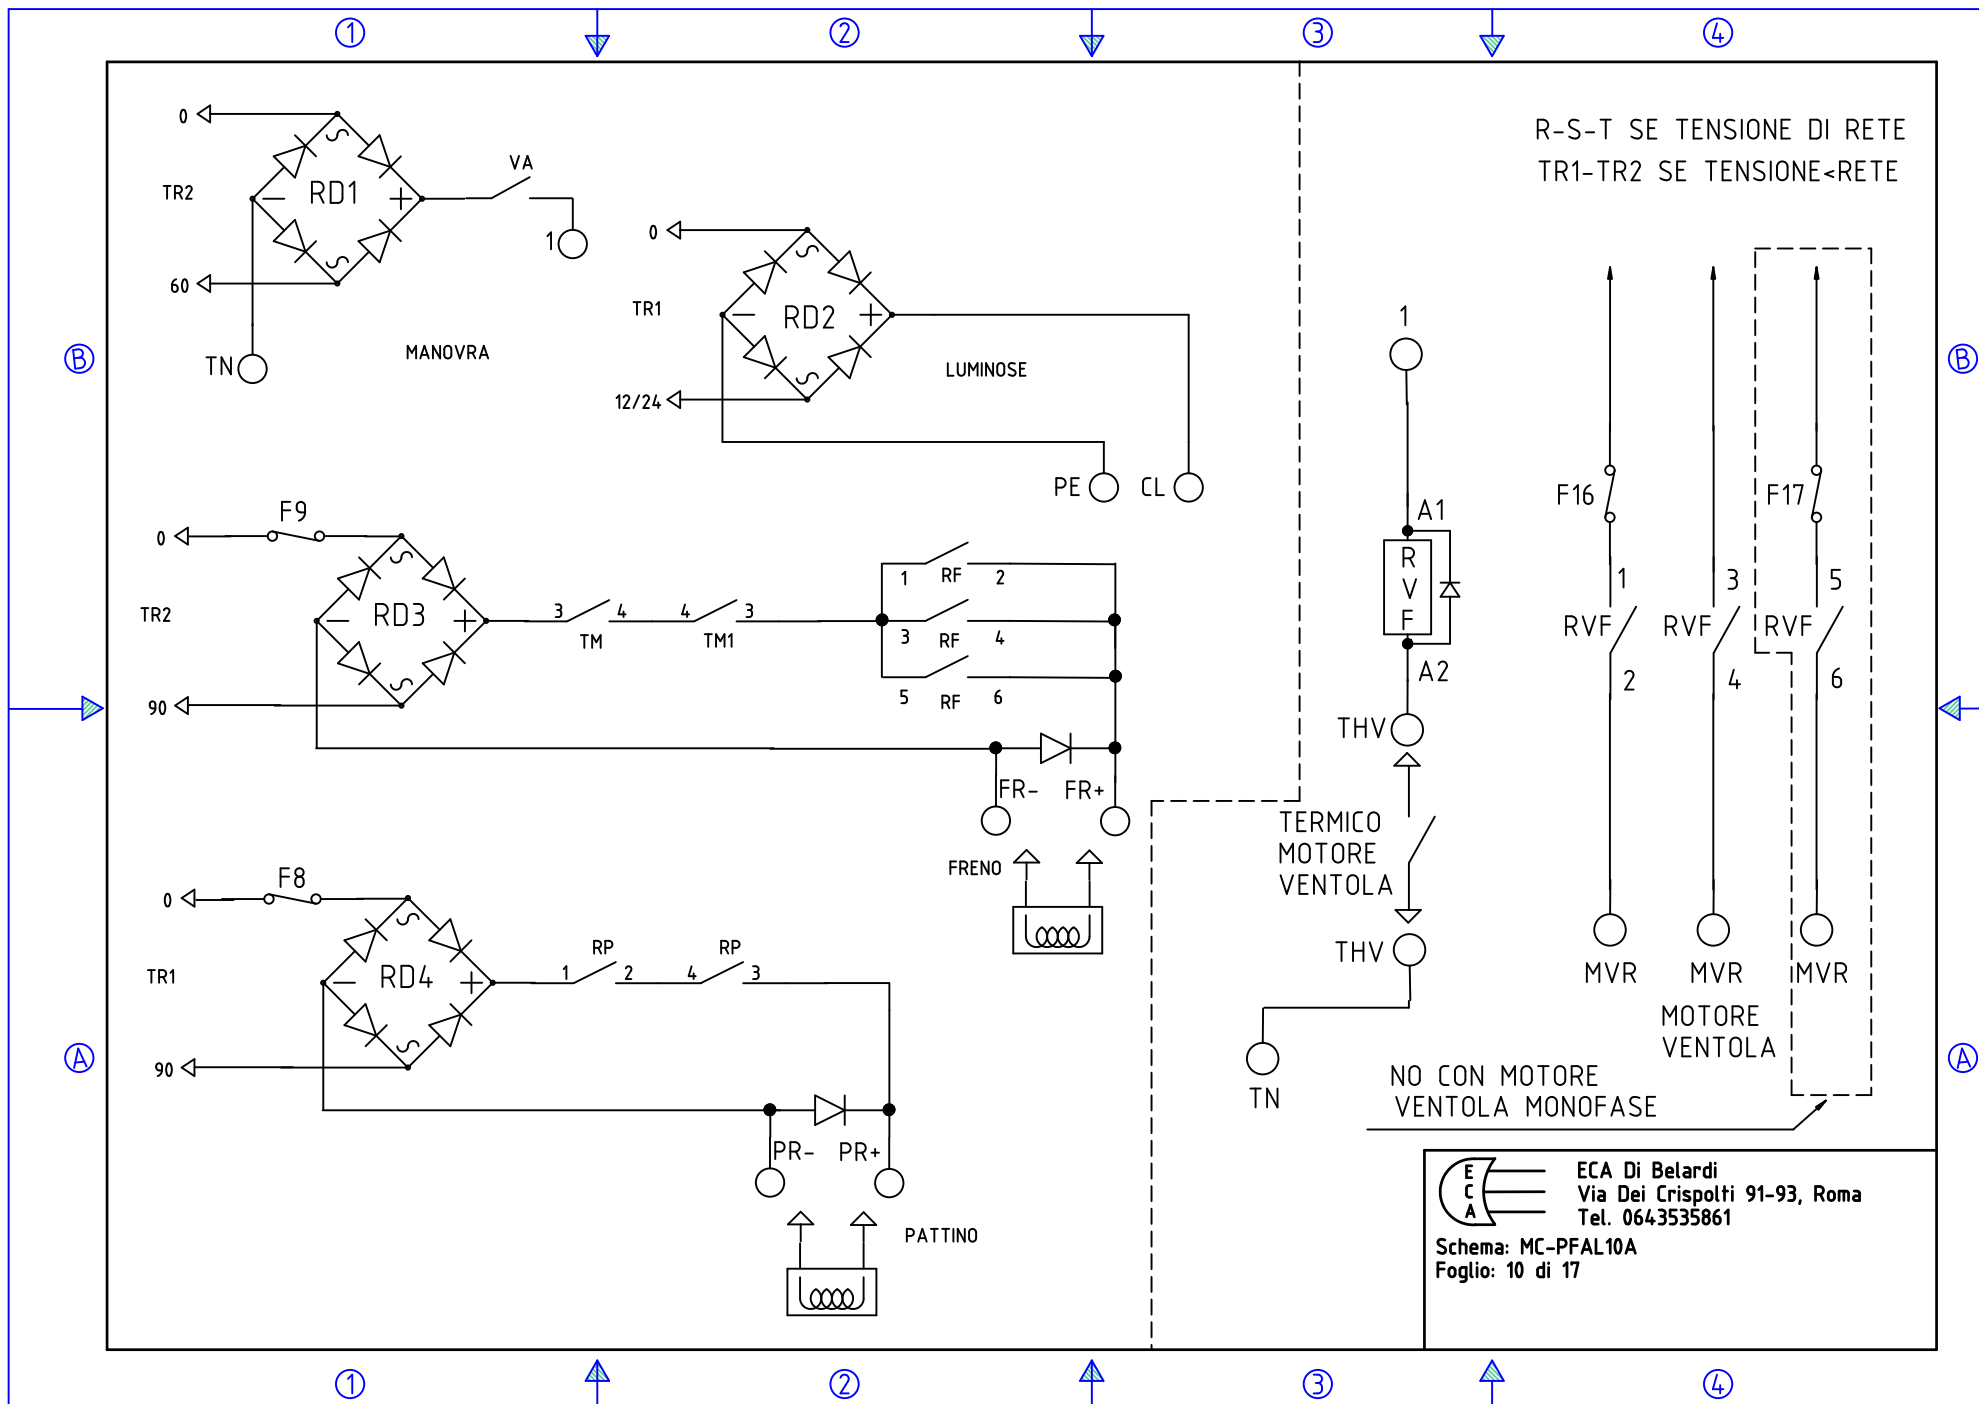 1
2
3
4
0
TR2
RD1
VA
1
60
TN
MANOVRA
0
TR1
RD2
12/24
LUMINOSE
PE
CL
R-S-T SE TENSIONE DI RETE
TR1-TR2 SE TENSIONE<RETE
B
B
F9
0
TR2
RD3
90
3 4
TM
4 3
TM1
1 RF 2
3 RF 4
5 RF 6
FR-
FR+
FRENO
F8
0
TR1
RD4
90
RP
1 2
RP
4 3
PR-
PR+
PATTINO
1
A1
R
V
F
A2
THV
TERMICO
MOTORE
VENTOLA
THV
TN
F16
F17
1
3
5
RVF
RVF
RVF
2
4
6
MVR
MVR
MVR
MOTORE
VENTOLA
NO CON MOTORE
VENTOLA MONOFASE
A
A
E
C
A
ECA Di Belardi
Via Dei Crispolti 91-93, Roma
Tel. 0643535861
Schema: MC-PFAL10A
Foglio: 10 di 17
1
2
3
4